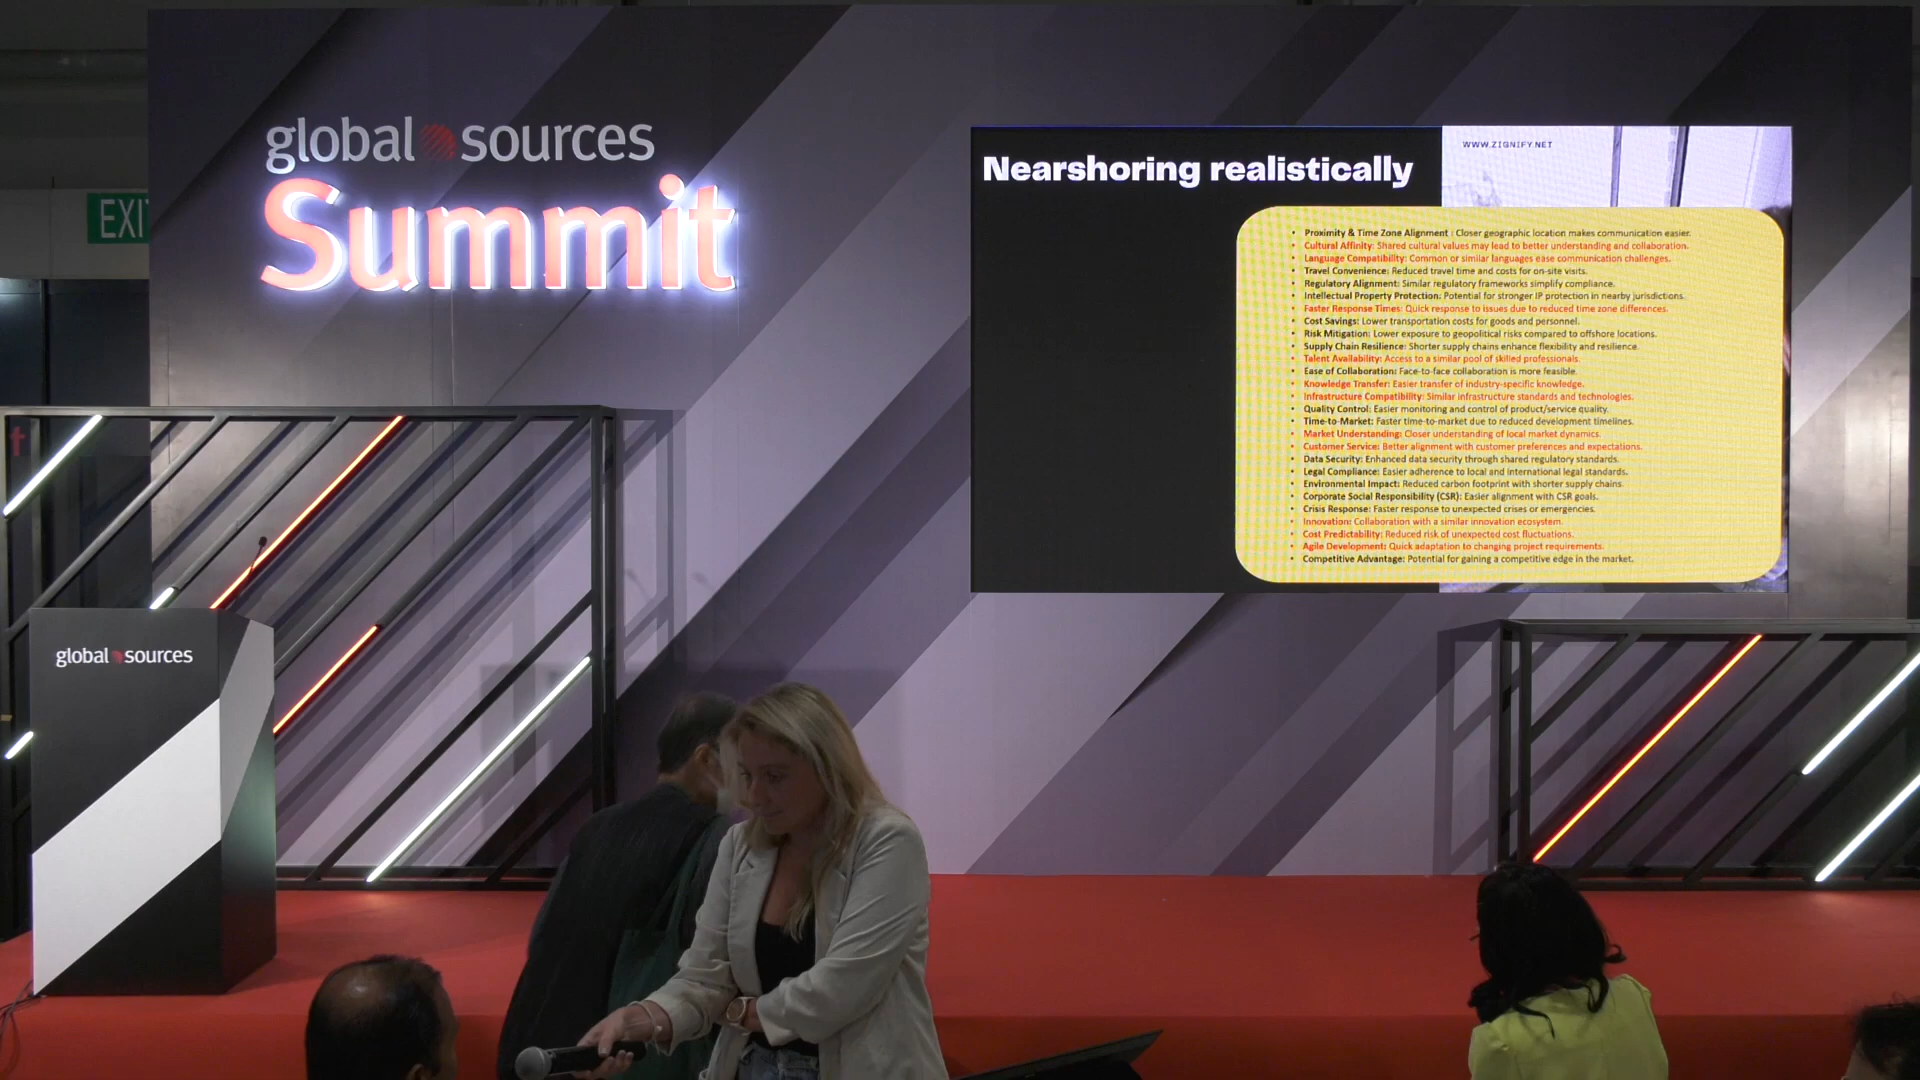 global sources
Summit
EXI
global sources
Nearshoring realistically
WWW.ZIGNIFY.NET
• Proximity & Time Zone Alignment : Closer geographic location makes communication easier.
• Cultural Affinity: Shared cultural values may lead to better understanding and collaboration.
• Language Compatibility: Common or similar languages ease communication challenges.
• Travel Convenience: Reduced travel time and costs for on-site visits.
• Regulatory Alignment: Similar regulatory frameworks simplify compliance.
• Intellectual Property Protection: Potential for stronger IP protection in nearby jurisdictions.
• Faster Response Times: Quick response to issues due to reduced time zone differences.
• Cost Savings: Lower transportation costs for goods and personnel.
• Risk Mitigation: Lower exposure to geopolitical risks compared to offshore locations.
• Supply Chain Resilience: Shorter supply chains enhance flexibility and resilience.
• Talent Availability: Access to a similar pool of skilled professionals.
• Ease of Collaboration: Face-to-face collaboration is more feasible.
• Knowledge Transfer: Easier transfer of industry-specific knowledge.
• Infrastructure Compatibility: Similar infrastructure standards and technologies.
• Quality Control: Easier monitoring and control of product/service quality.
• Time-to-Market: Faster time-to-market due to reduced development timelines.
• Market Understanding: Closer understanding of local market dynamics.
• Customer Service: Better alignment with customer preferences and expectations.
• Data Security: Enhanced data security through shared regulatory standards.
• Legal Compliance: Easier adherence to local and international legal standards.
• Environmental Impact: Reduced carbon footprint with shorter supply chains.
• Corporate Social Responsibility (CSR): Easier alignment with CSR goals.
• Crisis Response: Faster response to unexpected crises or emergencies.
• Innovation: Collaboration with a similar innovation ecosystem.
• Cost Predictability: Reduced risk of unexpected cost fluctuations.
• Agile Development: Quick adaptation to changing project requirements.
• Competitive Advantage: Potential for gaining a competitive edge in the market.